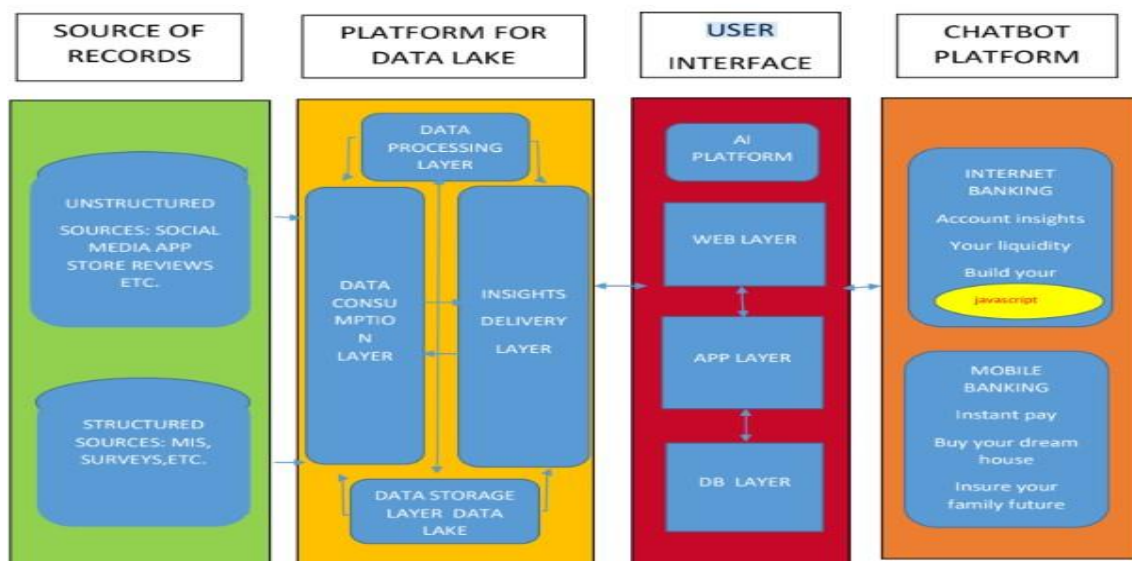 SOURCE OF
RECORDS
PLATFORM FOR
DATA LAKE
USER
INTERFACE
CHATBOT
PLATFORM
UNSTRUCTURED
SOURCES: SOCIAL
MEDIA APP
STORE REVIEWS
ETC.
STRUCTURED
SOURCES: MIS,
SURVEYS,ETC.
DATA
PROCESSING
LAYER
DATA
CONSU
MPTIO
N
LAYER
INSIGHTS
DELIVERY
LAYER
DATA STORAGE
LAYER DATA
LAKE
AI
PLATFORM
WEB LAYER
APP LAYER
DB LAYER
INTERNET
BANKING
Account insights
Your liquidity
Build your
javascript
MOBILE
BANKING
Instant pay
Buy your dream
house
Insure your
family future